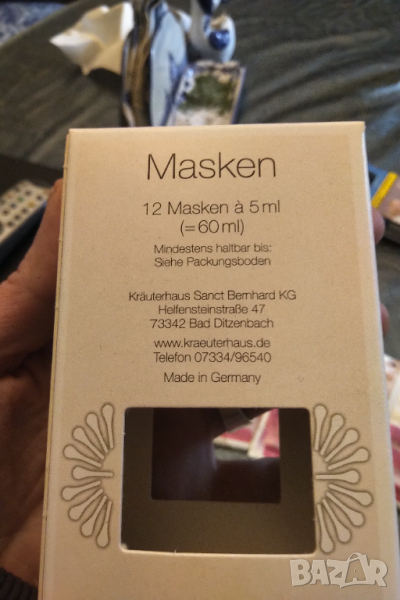 Masken
12 Masken à 5 ml
(= 60 ml)
Mindestens haltbar bis:
Siehe Packungsboden
Kräuterhaus Sanct Bernhard KG
Helfensteinstraße 47
73342 Bad Ditzenbach
www.kraeuterhaus.de
Telefon 07334/96540
Made in Germany
BAZAR